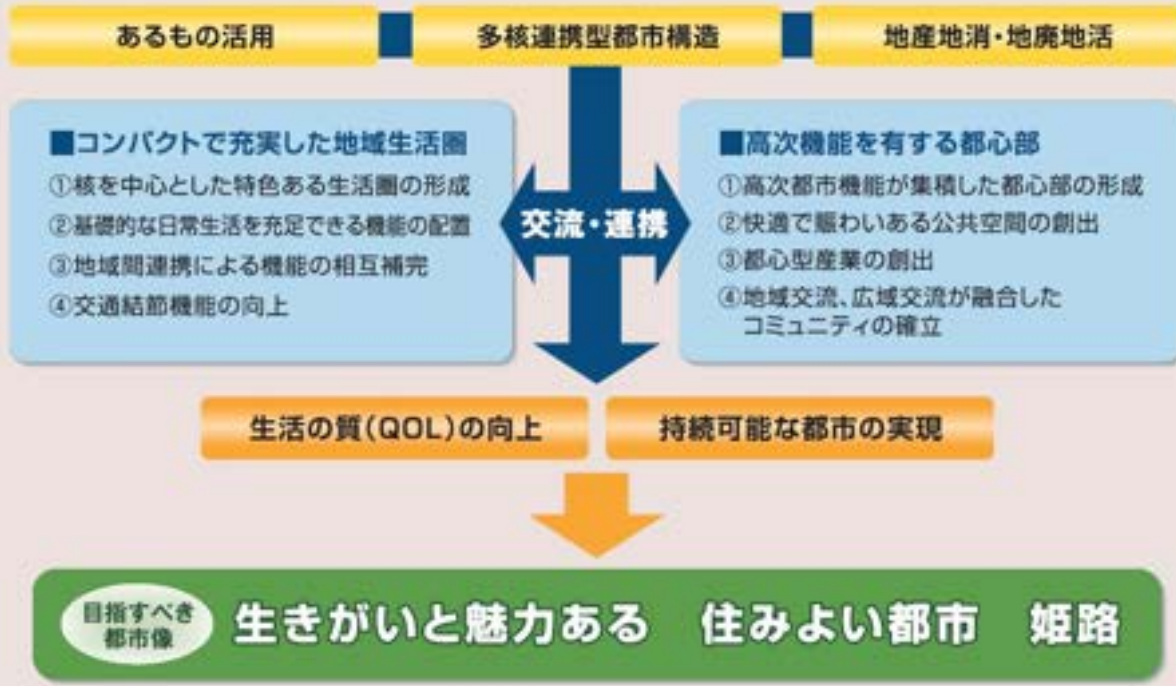 あるもの活用
多核連携型都市構造
地産地消・地廃地活
■コンパクトで充実した地域生活圏
①核を中心とした特色ある生活圏の形成
②基礎的な日常生活を充足できる機能の配置
③地域間連携による機能の相互補完
④交通結節機能の向上
交流・連携
■高次機能を有する都心部
①高次都市機能が集積した都心部の形成
②快適で賑わいある公共空間の創出
③都心型産業の創出
④地域交流、広域交流が融合した
コミュニティの確立
生活の質(QOL)の向上
持続可能な都市の実現
目指すべき
都市像
生きがいと魅力ある 住みよい都市 姫路